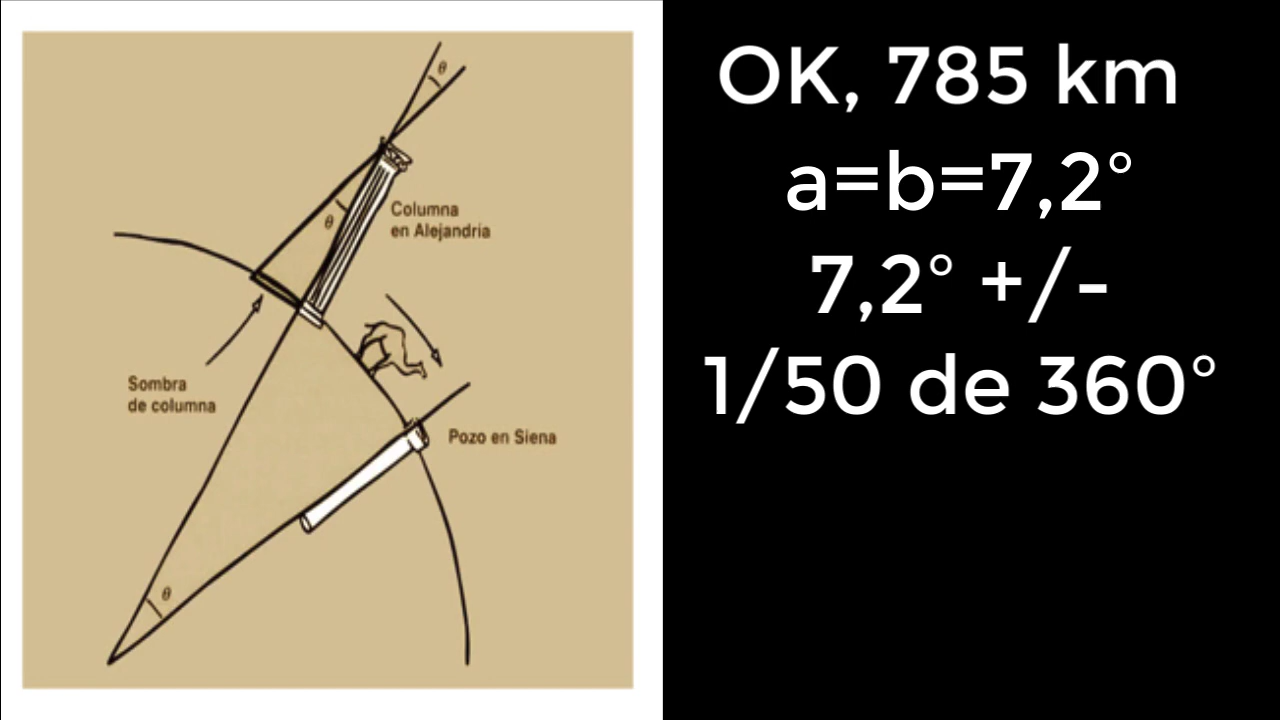 θ
θ
Columna
en Alejandría
Sombra
de columna
Pozo en Siena
θ
OK, 785 km
a=b=7,2°
7,2° +/-
1/50 de 360°